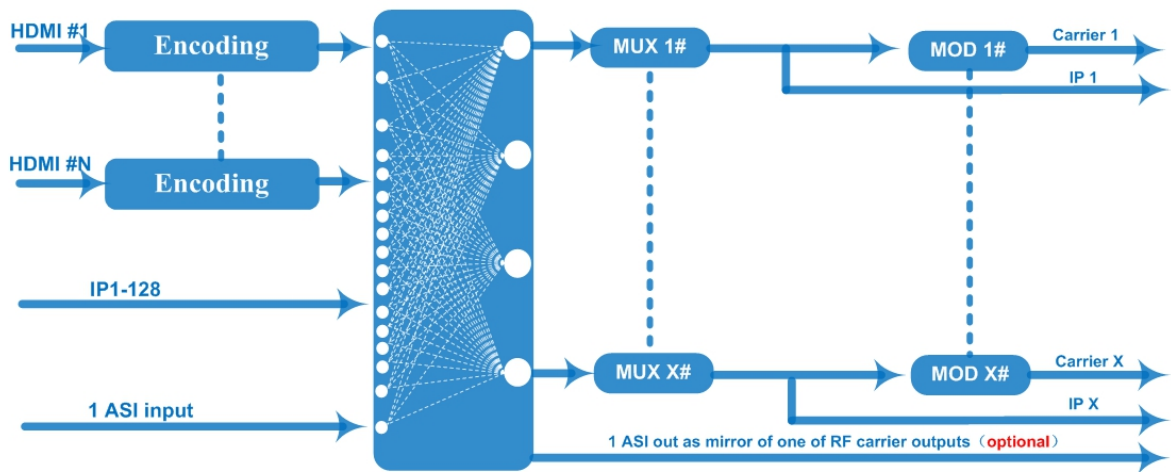 HDMI #1
Encoding
MUX 1#
MOD 1#
Carrier 1
IP 1
HDMI #N
Encoding
IP1-128
MUX X#
MOD X#
Carrier X
IP X
1 ASI input
1 ASI out as mirror of one of RF carrier outputs（optional）